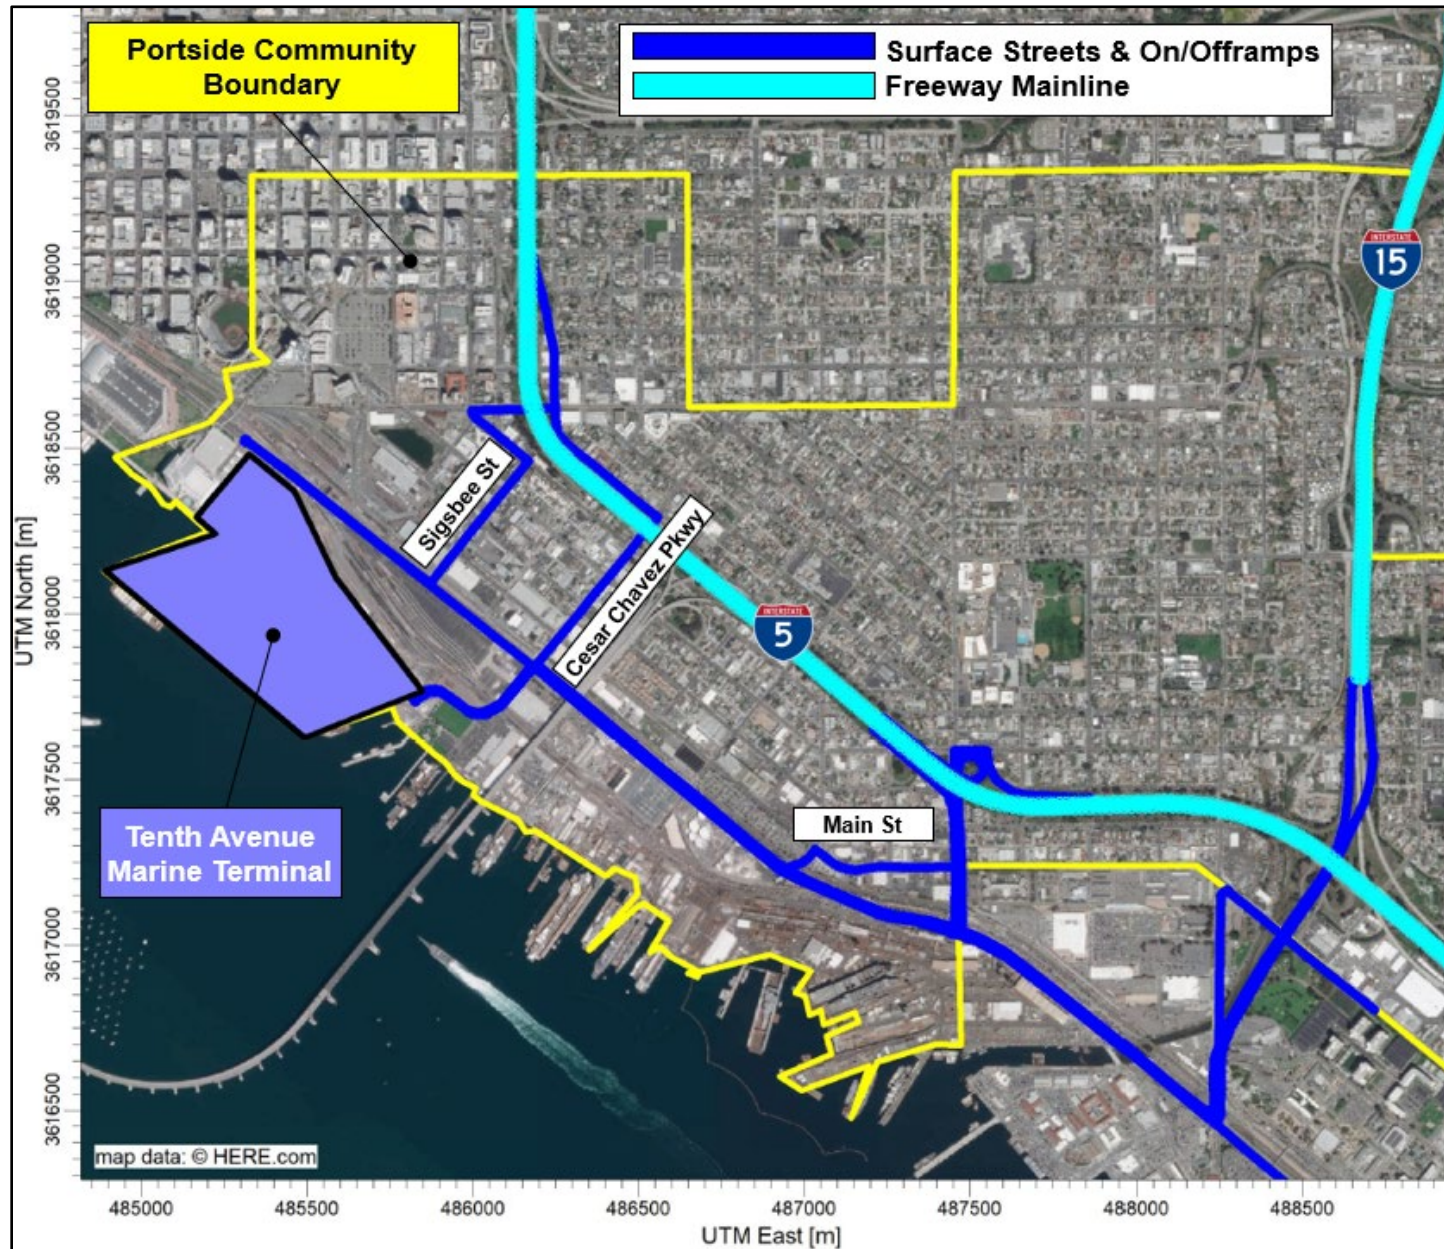 Portside Community
Boundary
Surface Streets & On/Offramps
Freeway Mainline
INTERSTATE
15
Sigsbee St
Cesar Chavez Pkwy
INTERSTATE
5
Main St
Tenth Avenue
Marine Terminal
map data: © HERE.com
UTM North [m]
3619500
3619000
3618500
3618000
3617500
3617000
3616500
485000
485500
486000
486500
487000
487500
488000
488500
UTM East [m]